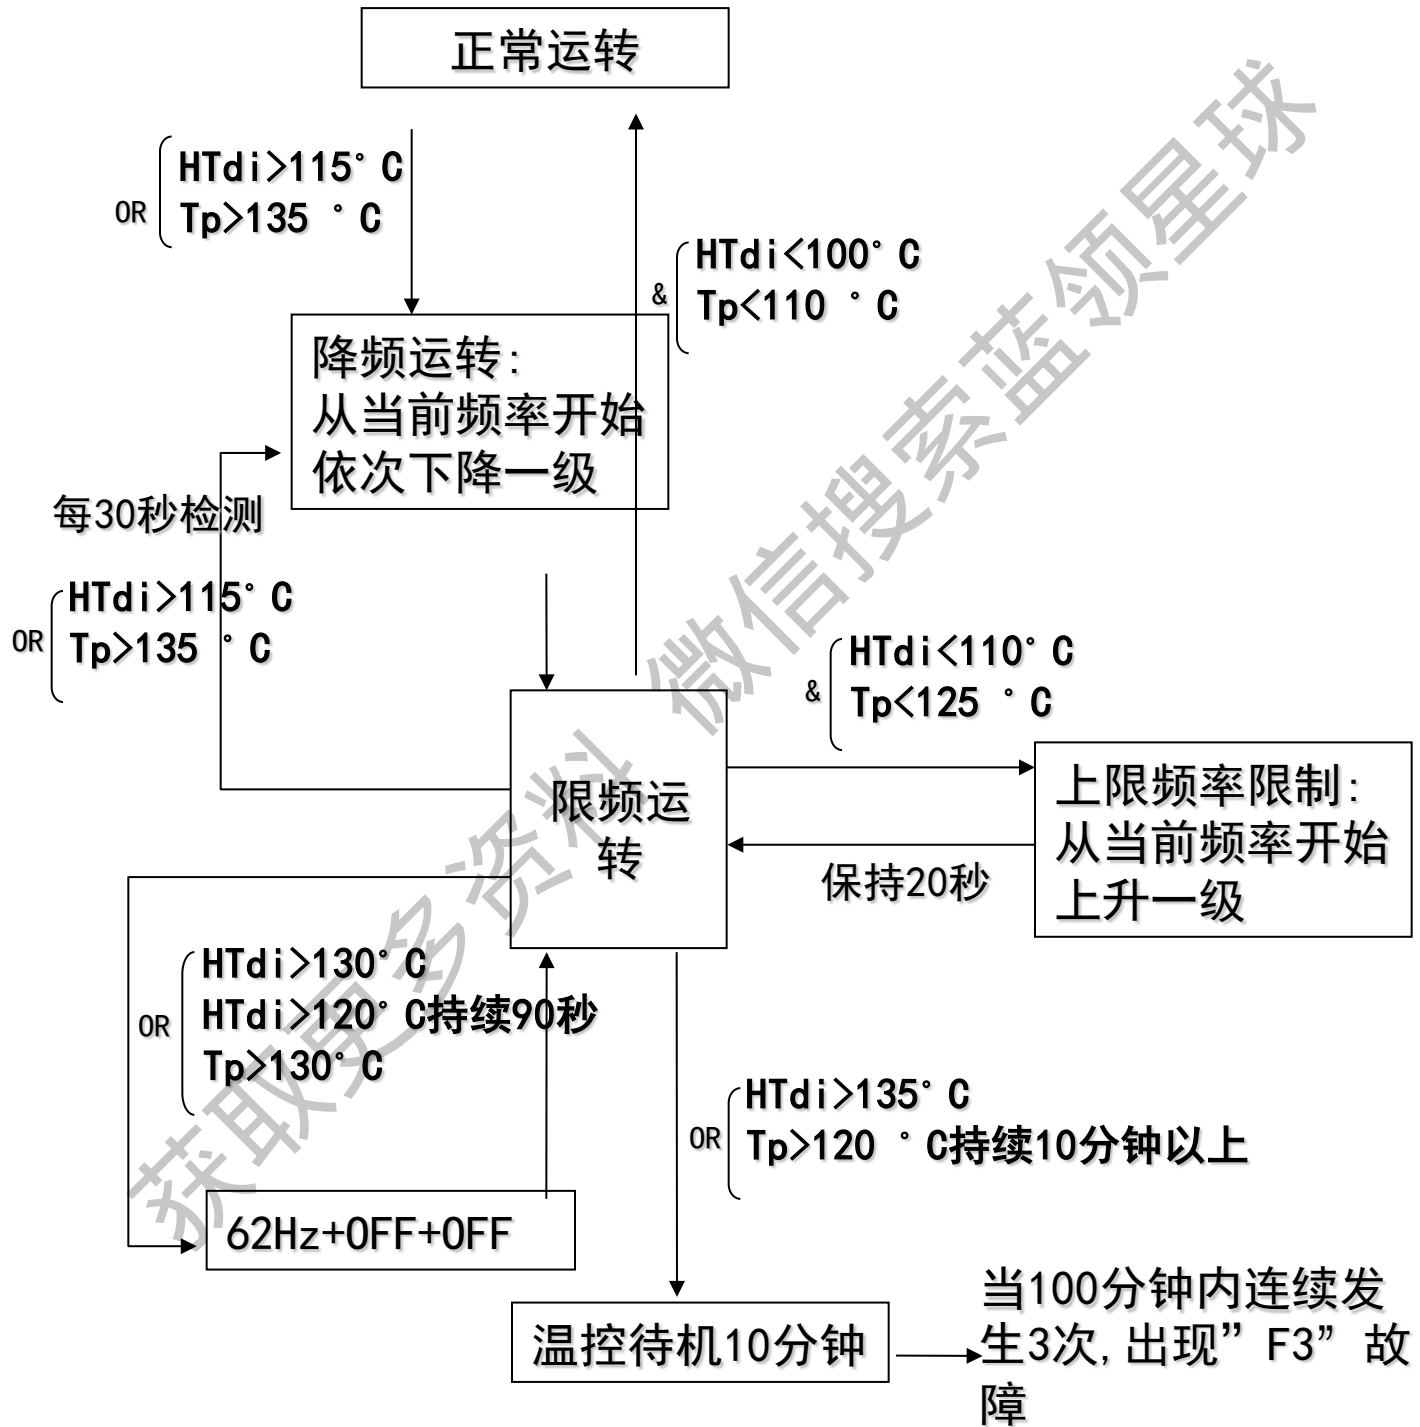 正常运转
HTdi>115°C
OR
Tp>135 °C
HTdi<100°C
&
Tp<110 °C
降频运转:
从当前频率开始
依次下降一级
每30秒检测
HTdi>115°C
OR
Tp>135 °C
HTdi<110°C
&
Tp<125 °C
限频运
转
上限频率限制:
从当前频率开始
上升一级
保持20秒
HTdi>130°C
HTdi>120°C持续90秒
OR
Tp>130°C
HTdi>135°C
OR
Tp>120 °C持续10分钟以上
62Hz+OFF+OFF
温控待机10分钟
当100分钟内连续发
生3次,出现”F3”故
障
获取更多资料 微信搜索蓝领星球